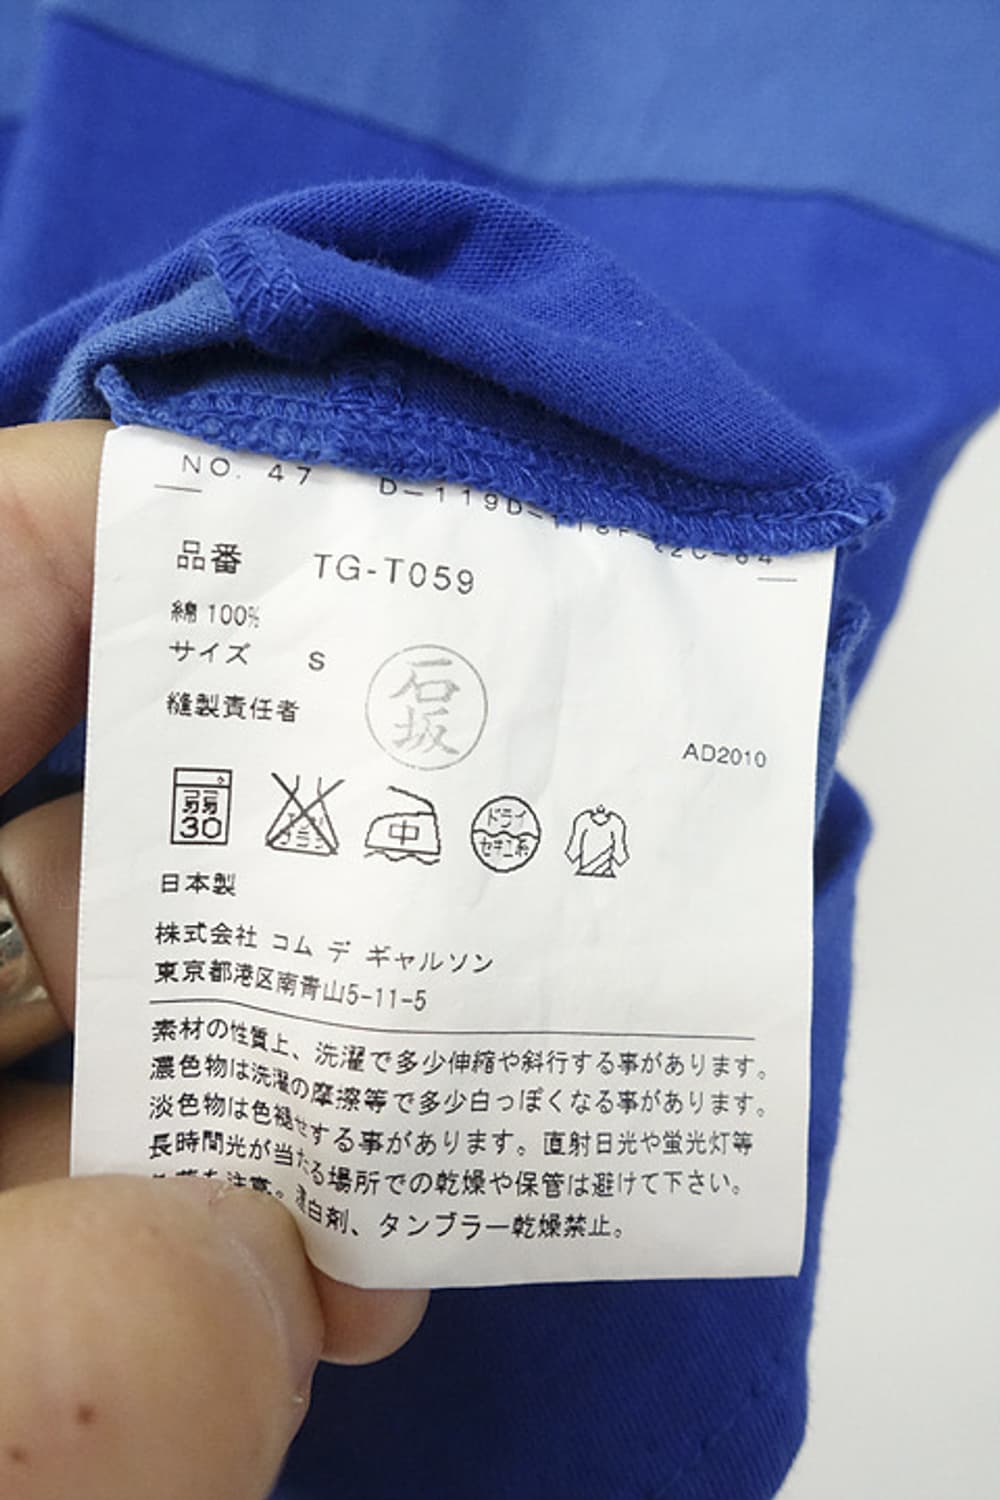 NO. 47
品番 TG-T059
綿 100%
サイズ S
縫製責任者 石坂
AD2010
弱 30
中
ドライ セキユ系
日本製
株式会社 コム デ ギャルソン
東京都港区南青山5-11-5
素材の性質上、洗濯で多少伸縮や斜行する事があります。
濃色物は洗濯の摩擦等で多少白っぽくなる事があります。
淡色物は色褪せする事があります。直射日光や蛍光灯等
長時間光が当たる場所での乾燥や保管は避けて下さい。
注意。漂白剤、タンブラー乾燥禁止。